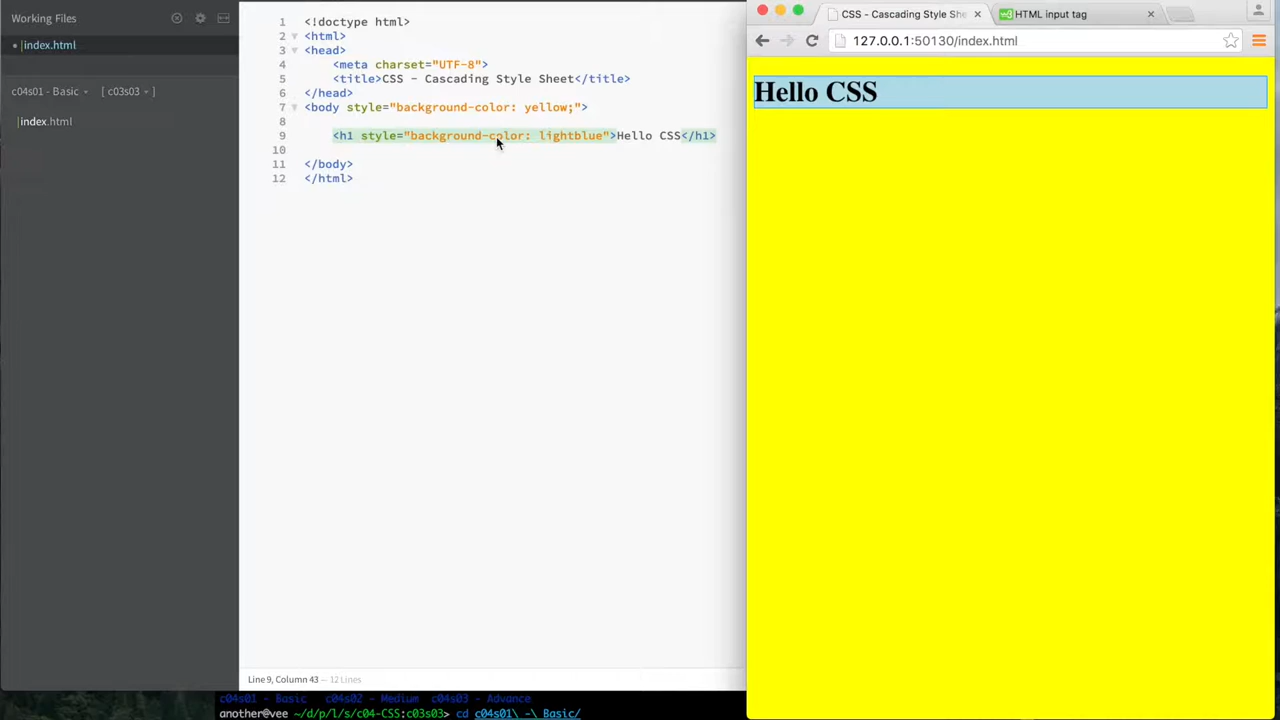 Working Files
index.html
c04s01 - Basic [ c03s03 ]
index.html
1 <!doctype html>
2 <html>
3 <head>
4 <meta charset="UTF-8">
5 <title>CSS - Cascading Style Sheet</title>
6 </head>
7 <body style="background-color: yellow;">
8
9 <h1 style="background-color: lightblue">Hello CSS</h1>
10
11 </body>
12 </html>
Line 9, Column 43 — 12 Lines
c04s01 - Basic c04s02 - Medium c04s03 - Advance
another@vee ~/d/p/l/s/c04-CSS:c03s03> cd c04s01\ -\ Basic/
CSS - Cascading Style She
HTML input tag
127.0.0.1:50130/index.html
Hello CSS